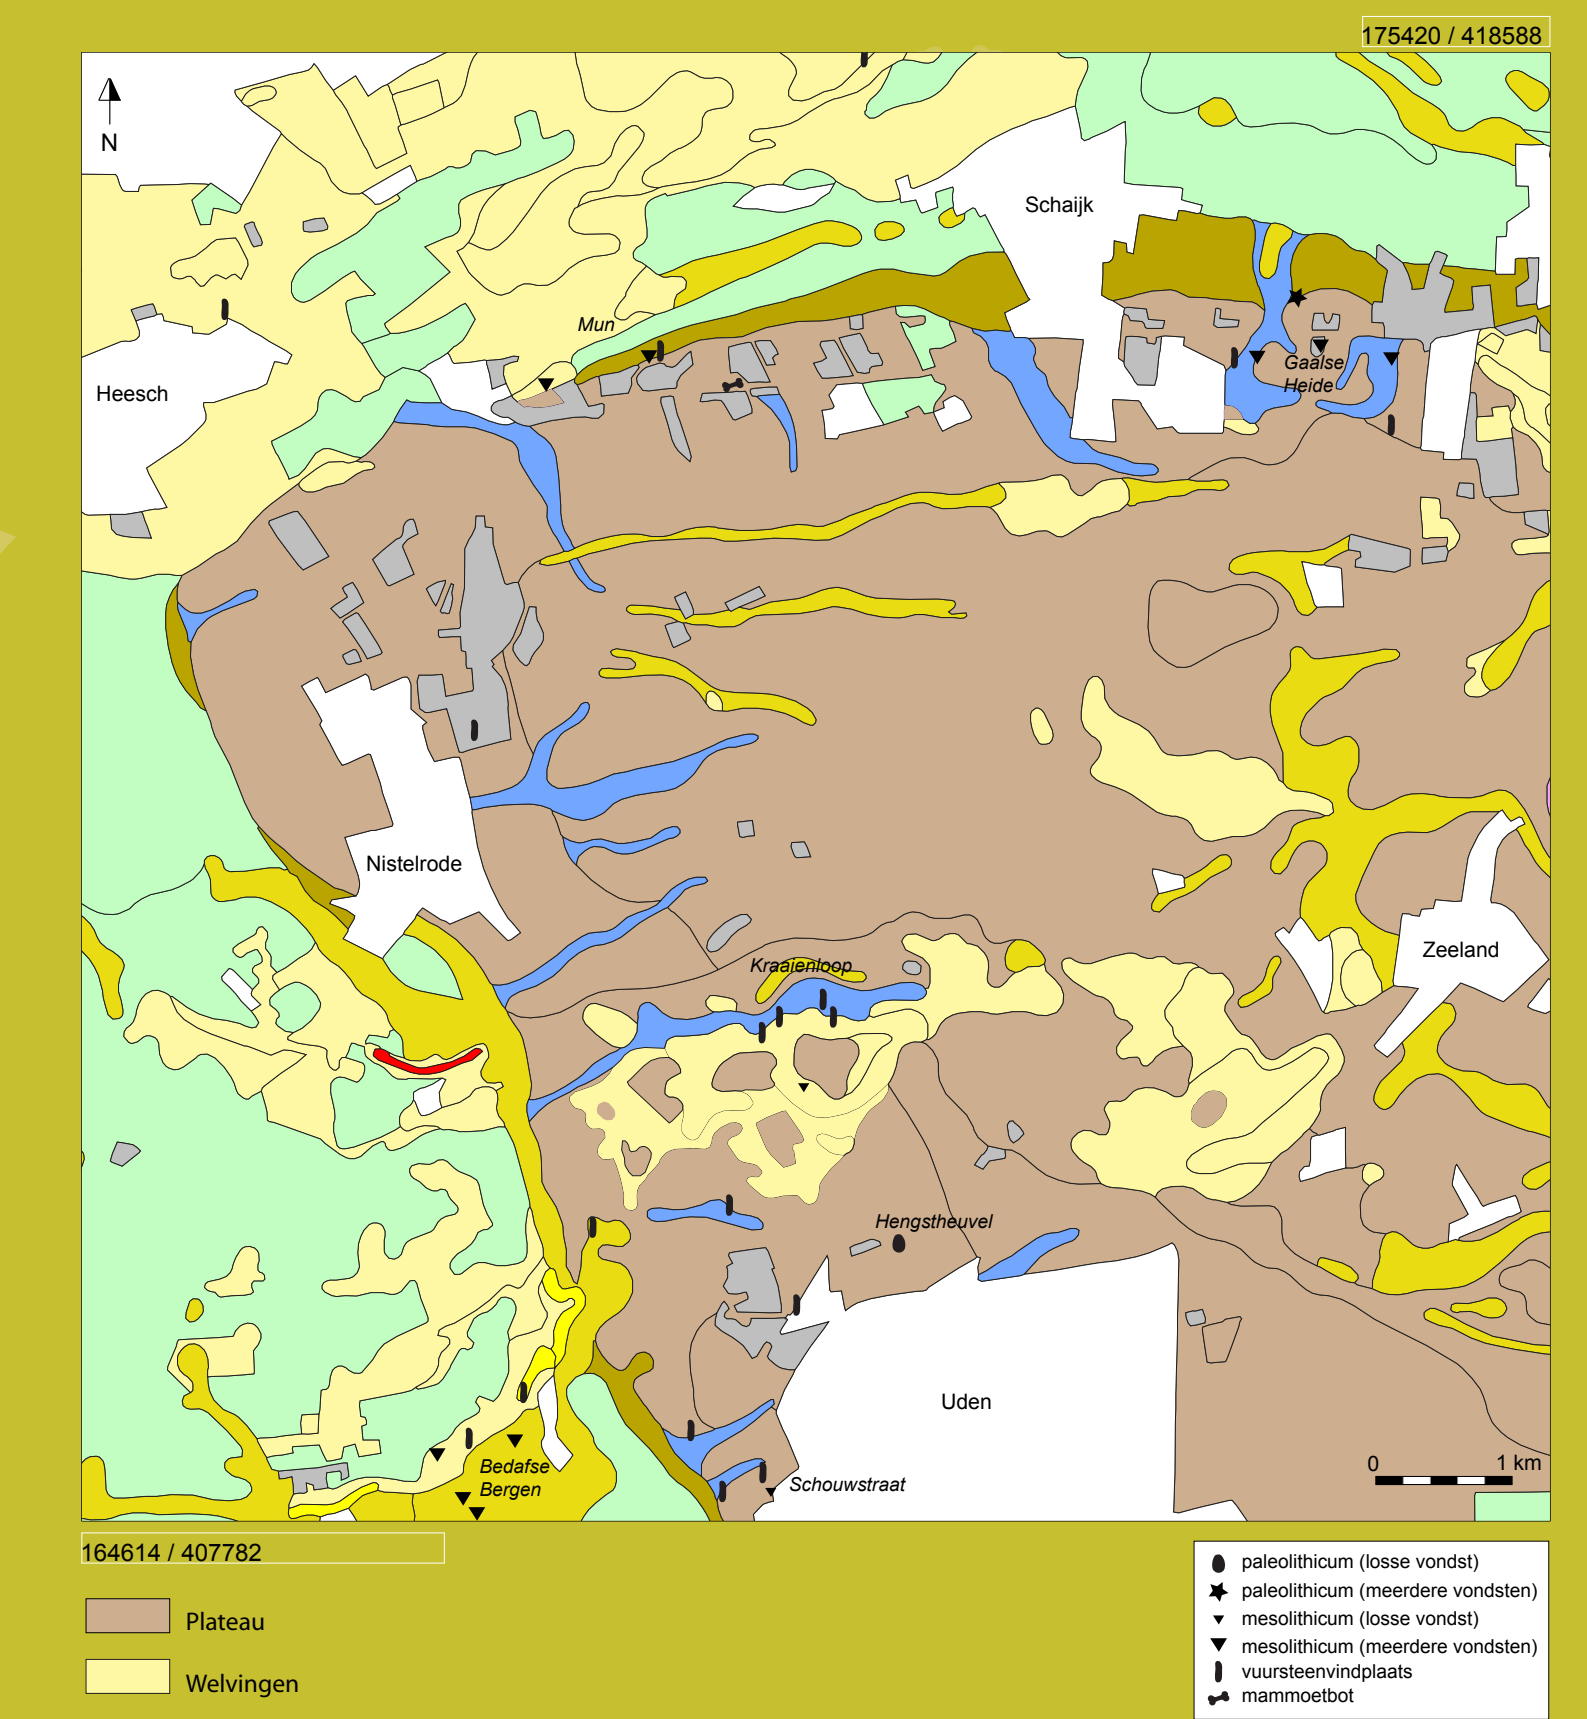 175420 / 418588
N
Schaijk
Mun
Gaalse
Heide
Heesch
Nistelrode
Kraaienloop
Zeeland
Hengstheuvel
Uden
Bedafse
Bergen
Schouwstraat
0 1 km
164614 / 407782
Plateau
Welvingen
paleolithicum (losse vondst)
paleolithicum (meerdere vondsten)
mesolithicum (losse vondst)
mesolithicum (meerdere vondsten)
vuursteenvindplaats
mammoetbot